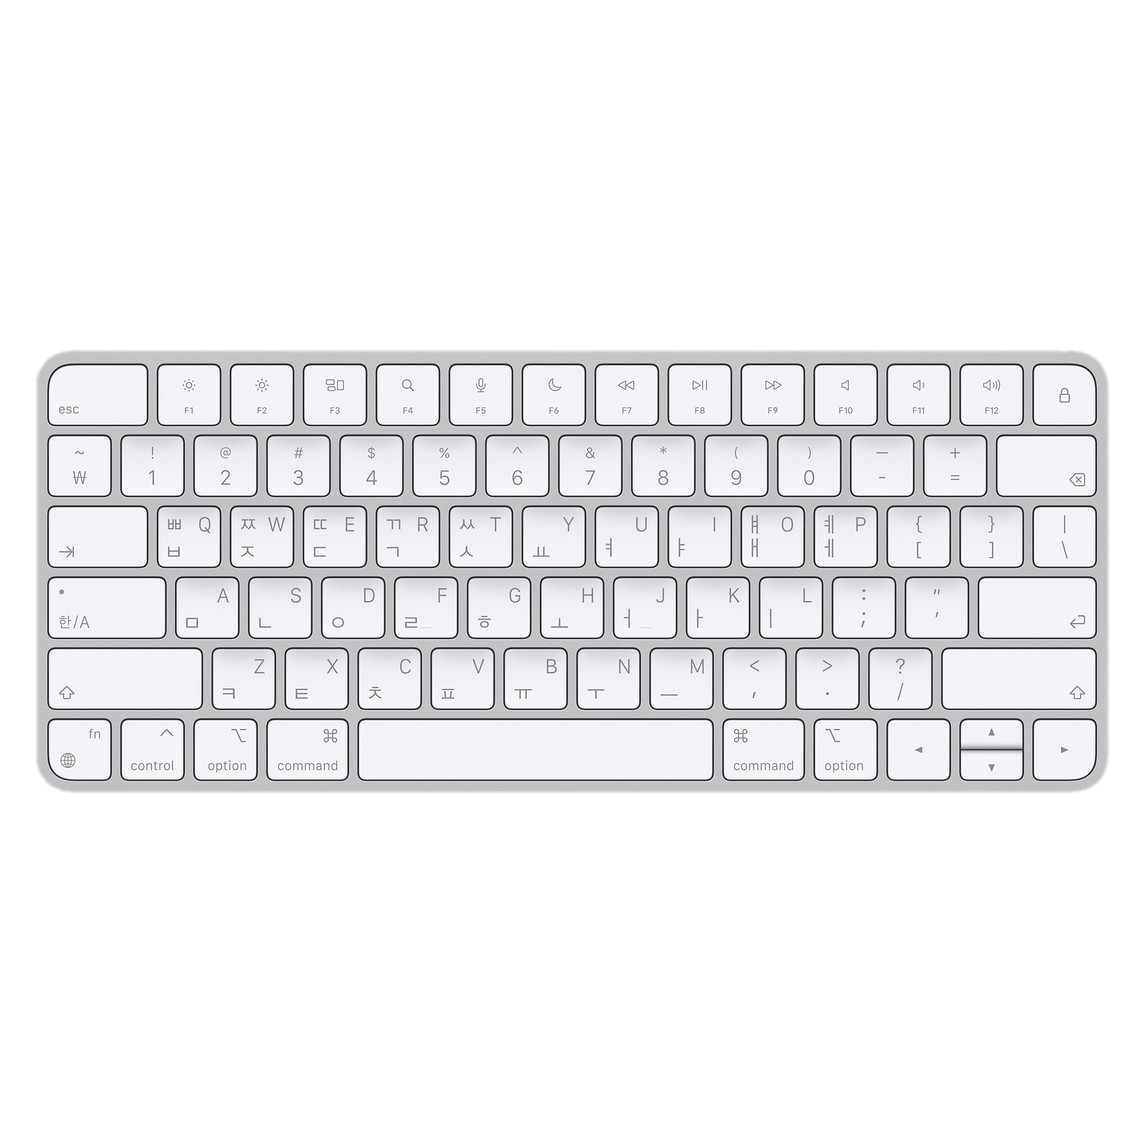 esc F1 F2 F3 F4 F5 F6 F7 F8 F9 F10 F11 F12
~ ! @ # $ % ^ & * ( ) — +
₩ 1 2 3 4 5 6 7 8 9 0 - =
ㅃ Q ㅉ W ㄸ E ㄲ R ㅆ T Y U I ㅒ O ㅖ P { } |
ㅂ ㅈ ㄷ ㄱ ㅅ ㅛ ㅕ ㅑ ㅐ ㅔ [ ] \
A S D F G H J K L : "
한/A ㅁ ㄴ ㅇ ㄹ ㅎ ㅗ ㅓ ㅏ ㅣ ; '
Z X C V B N M < > ?
ㅋ ㅌ ㅊ ㅍ ㅠ ㅜ ㅡ , . /
fn ^ ⌥ ⌘ ⌘ ⌥
control option command command option